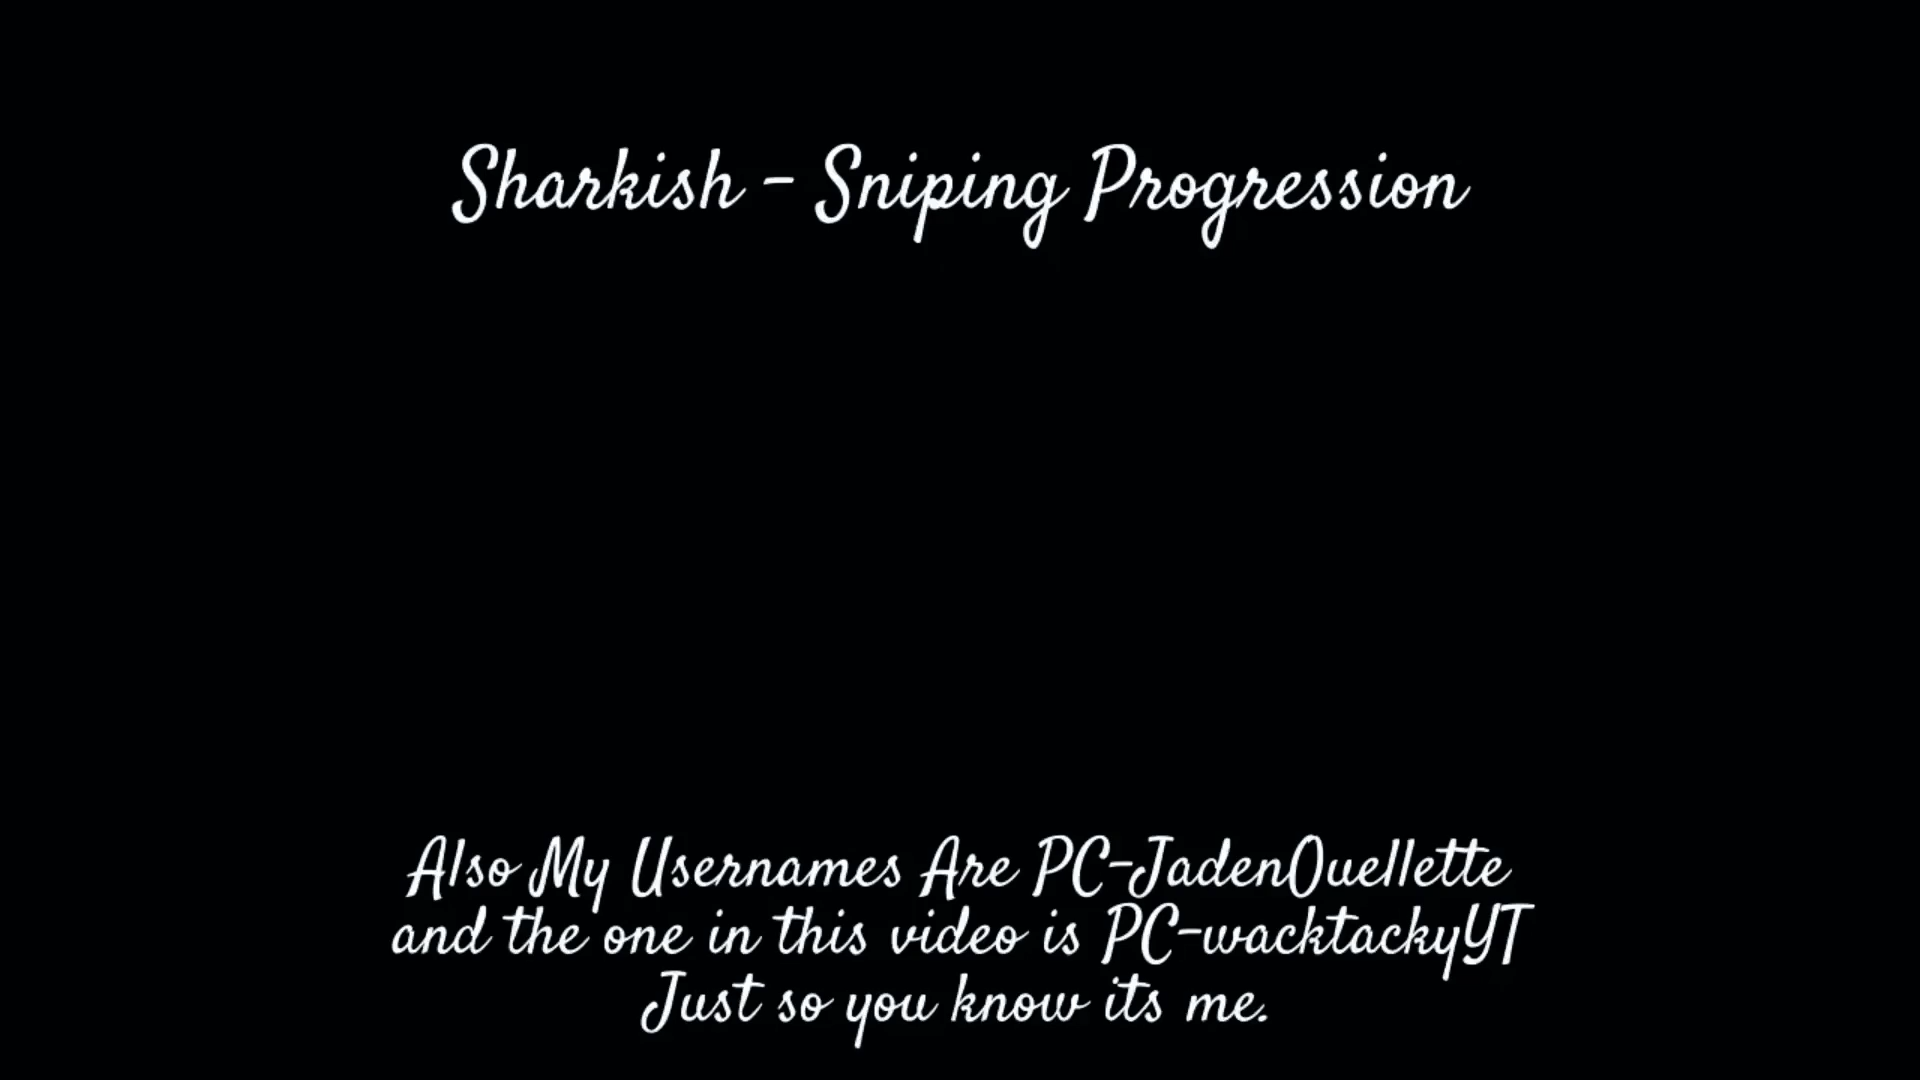 Sharkish - Sniping Progression
Also My Usernames Are PC-JadenOuellette
and the one in this video is PC-wacktackyYT
Just so you know its me.